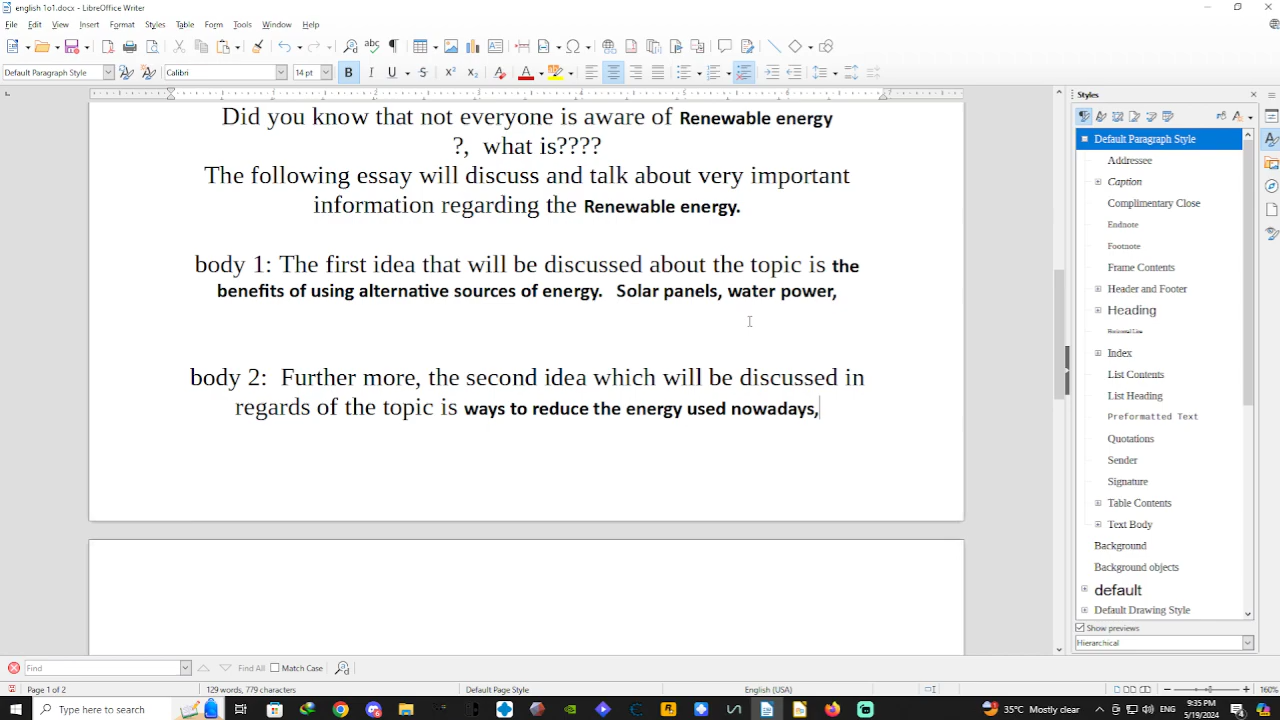 english 1o1.docx - LibreOffice Writer
File Edit View Insert Format Styles Table Form Tools Window Help
Default Paragraph Style Calibri 14 pt
Styles
Did you know that not everyone is aware of Renewable energy
?, what is????
The following essay will discuss and talk about very important
information regarding the Renewable energy.
body 1: The first idea that will be discussed about the topic is the
benefits of using alternative sources of energy. Solar panels, water power,
body 2: Further more, the second idea which will be discussed in
regards of the topic is ways to reduce the energy used nowadays,
Default Paragraph Style
Addressee
Caption
Complimentary Close
Endnote
Footnote
Frame Contents
Header and Footer
Heading
Index
List Contents
List Heading
Preformatted Text
Quotations
Sender
Signature
Table Contents
Text Body
Background
Background objects
default
Default Drawing Style
Show previews
Hierarchical
Find Find All Match Case
Page 1 of 2 129 words, 779 characters Default Page Style English (USA) 160%
Type here to search 35°C Mostly clear ENG 9:35 PM
5/19/2024